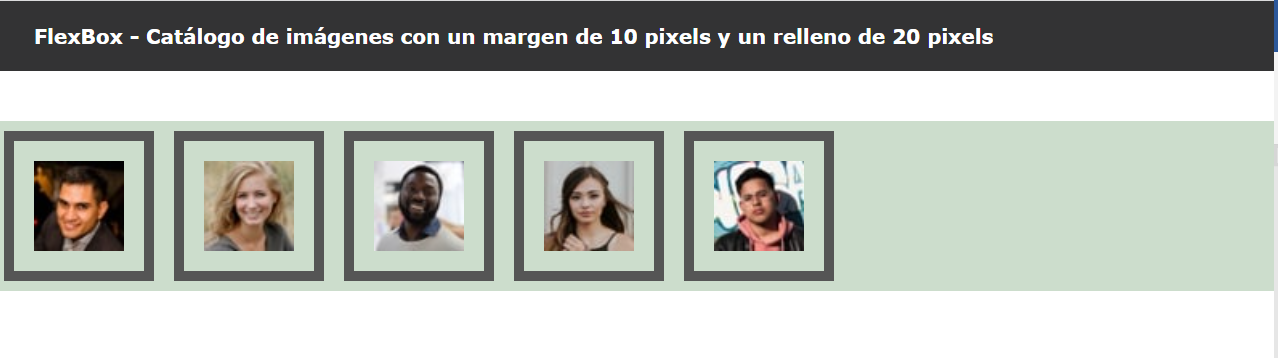 FlexBox - Catálogo de imágenes con un margen de 10 pixels y un relleno de 20 pixels